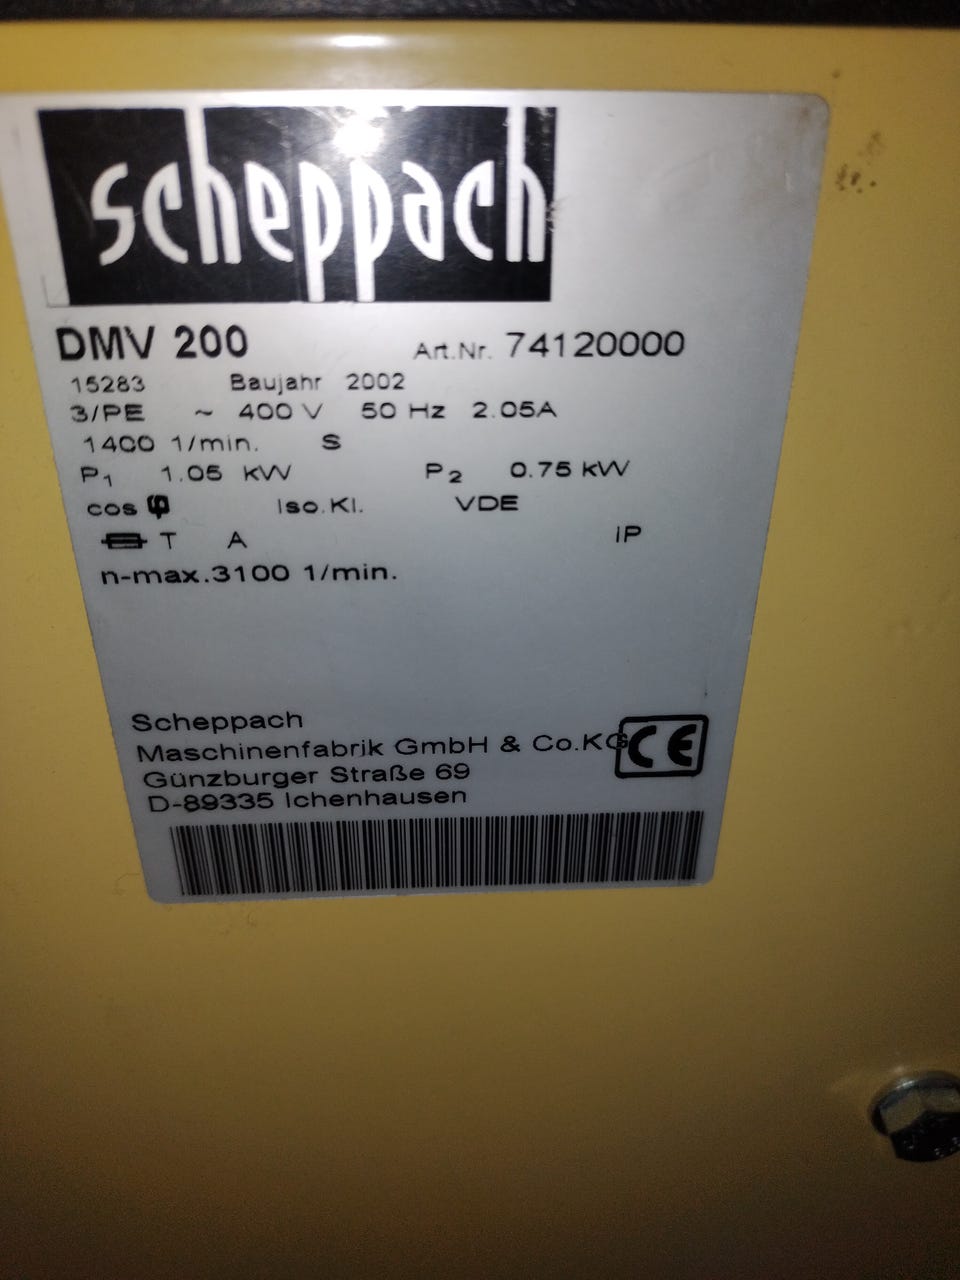 scheppach
DMV 200 Art.Nr. 74120000
15283 Baujahr 2002
3/PE ~ 400 V 50 Hz 2.05A
1400 1/min. S
P1 1.05 kW P2 0.75 kW
cos φ Iso.Kl. VDE
T A IP
n-max.3100 1/min.
Scheppach
Maschinenfabrik GmbH & Co.KG CE
Günzburger Straße 69
D-89335 Ichenhausen